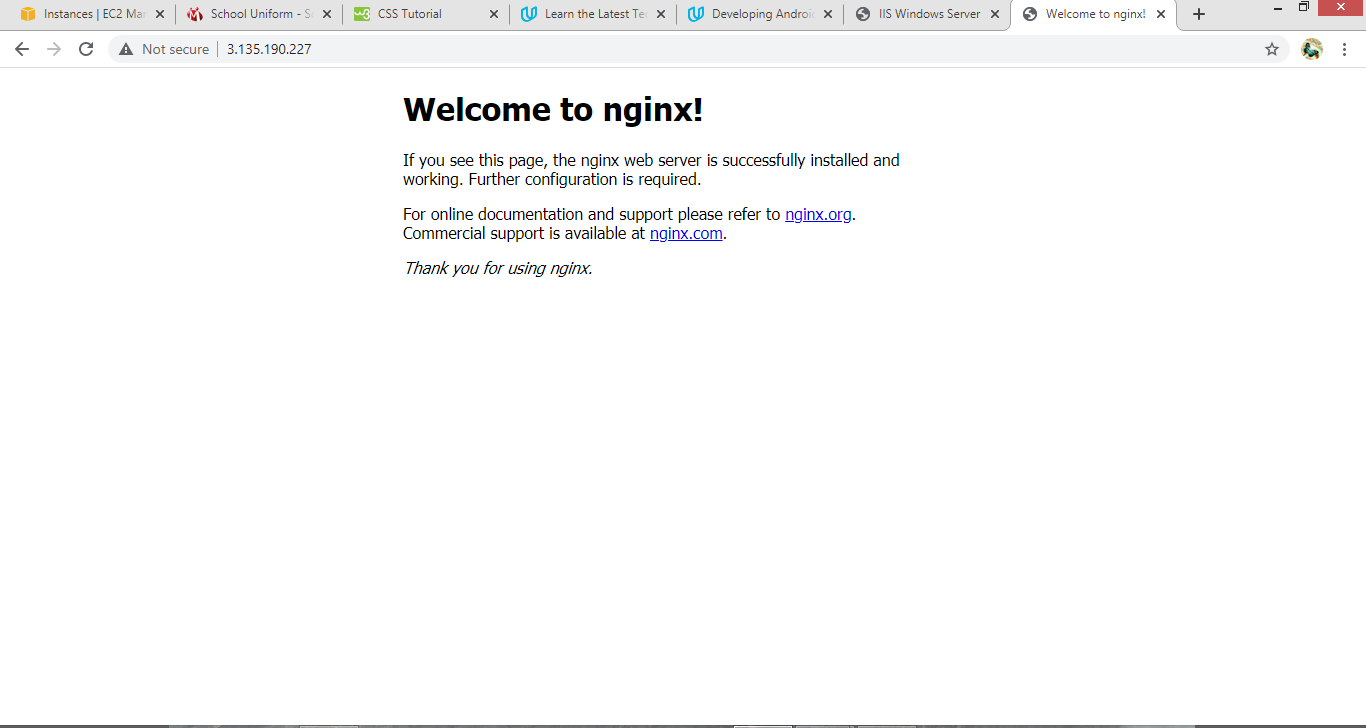 Instances | EC2 Mar
School Uniform - S
CSS Tutorial
Learn the Latest Te
Developing Androi
IIS Windows Server
Welcome to nginx!
Not secure
3.135.190.227
Welcome to nginx!
If you see this page, the nginx web server is successfully installed and
working. Further configuration is required.
For online documentation and support please refer to nginx.org.
Commercial support is available at nginx.com.
Thank you for using nginx.